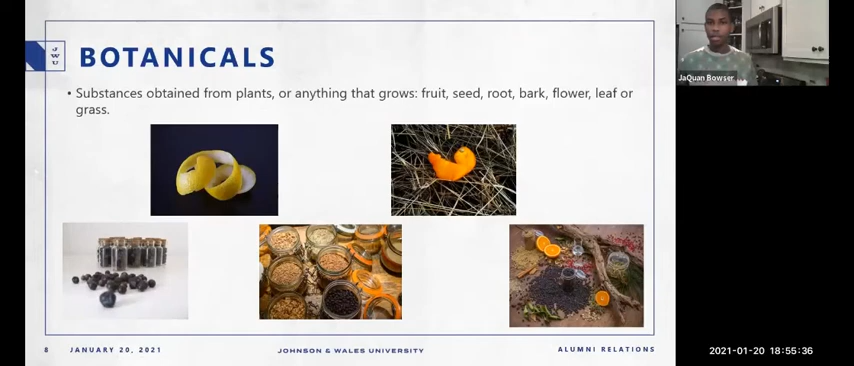 J
W
U
BOTANICALS
• Substances obtained from plants, or anything that grows: fruit, seed, root, bark, flower, leaf or
grass.
JaQuan Bowser
8 JANUARY 20, 2021 JOHNSON & WALES UNIVERSITY ALUMNI RELATIONS
2021-01-20 18:55:36